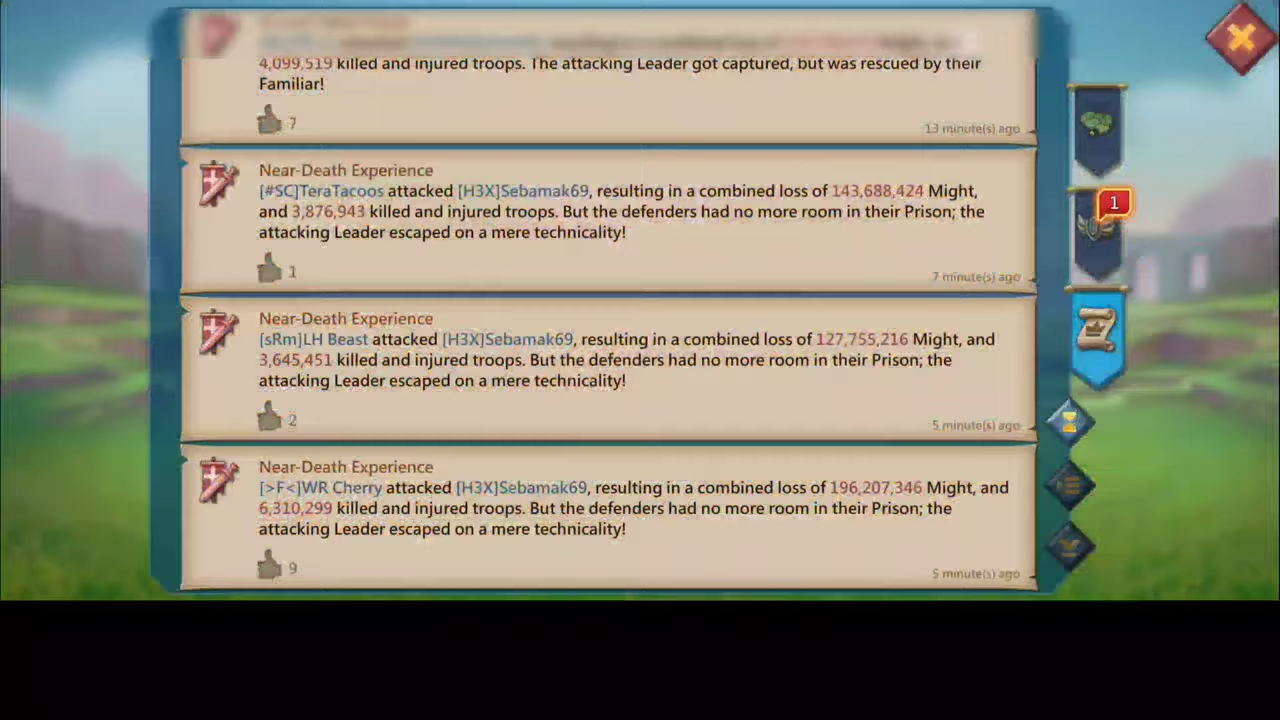 4,099,519 killed and injured troops. The attacking Leader got captured, but was rescued by their
Familiar!
7
13 minute(s) ago
Near-Death Experience
[#SC]TeraTacoos attacked [H3X]Sebamak69, resulting in a combined loss of 143,688,424 Might,
and 3,876,943 killed and injured troops. But the defenders had no more room in their Prison; the
attacking Leader escaped on a mere technicality!
1
7 minute(s) ago
1
Near-Death Experience
[sRm]LH Beast attacked [H3X]Sebamak69, resulting in a combined loss of 127,755,216 Might, and
3,645,451 killed and injured troops. But the defenders had no more room in their Prison; the
attacking Leader escaped on a mere technicality!
2
5 minute(s) ago
Near-Death Experience
[>F<]WR Cherry attacked [H3X]Sebamak69, resulting in a combined loss of 196,207,346 Might, and
6,310,299 killed and injured troops. But the defenders had no more room in their Prison; the
attacking Leader escaped on a mere technicality!
9
5 minute(s) ago